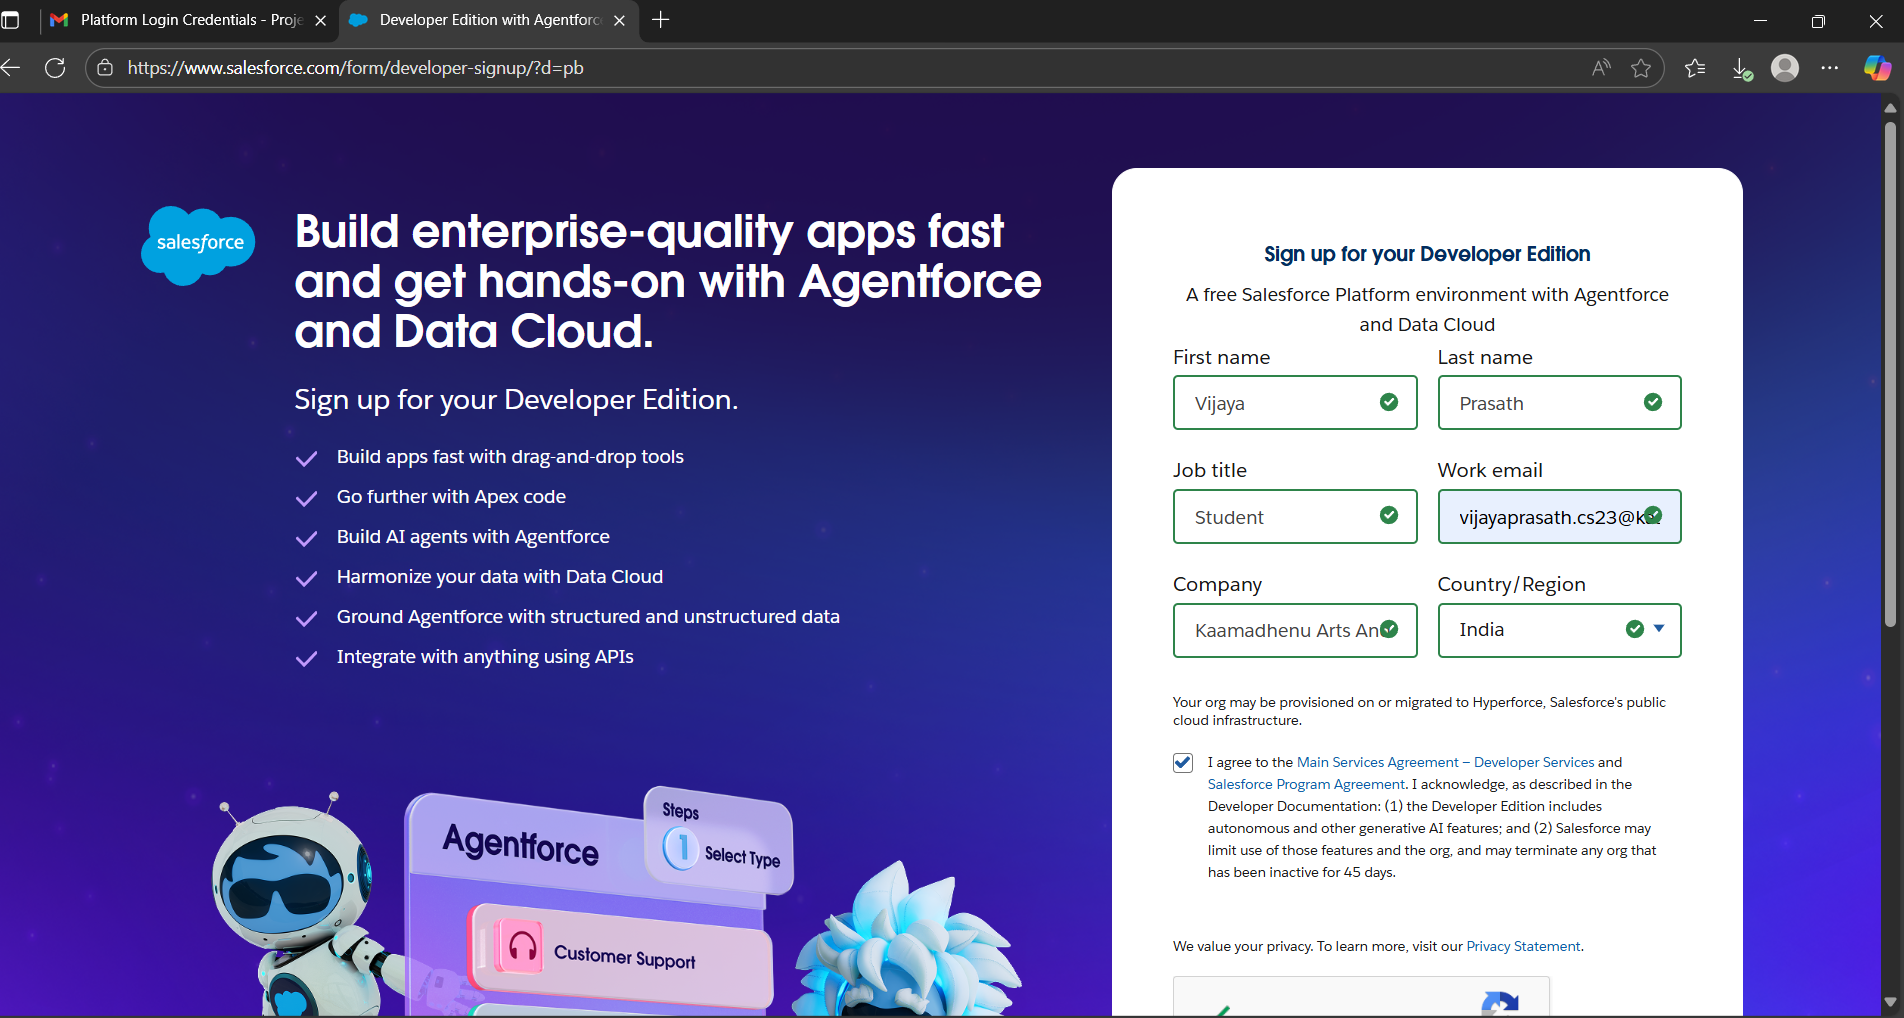 Platform Login Credentials - Proje
Developer Edition with Agentforc
https://www.salesforce.com/form/developer-signup/?d=pb
salesforce
Build enterprise-quality apps fast
and get hands-on with Agentforce
and Data Cloud.
Sign up for your Developer Edition.
Build apps fast with drag-and-drop tools
Go further with Apex code
Build AI agents with Agentforce
Harmonize your data with Data Cloud
Ground Agentforce with structured and unstructured data
Integrate with anything using APIs
Agentforce
Steps
1
Select Type
Customer Support
Sign up for your Developer Edition
A free Salesforce Platform environment with Agentforce
and Data Cloud
First name
Last name
Vijaya
Prasath
Job title
Work email
Student
vijayaprasath.cs23@k
Company
Country/Region
Kaamadhenu Arts An
India
Your org may be provisioned on or migrated to Hyperforce, Salesforce's public
cloud infrastructure.
I agree to the Main Services Agreement – Developer Services and
Salesforce Program Agreement. I acknowledge, as described in the
Developer Documentation: (1) the Developer Edition includes
autonomous and other generative AI features; and (2) Salesforce may
limit use of those features and the org, and may terminate any org that
has been inactive for 45 days.
We value your privacy. To learn more, visit our Privacy Statement.